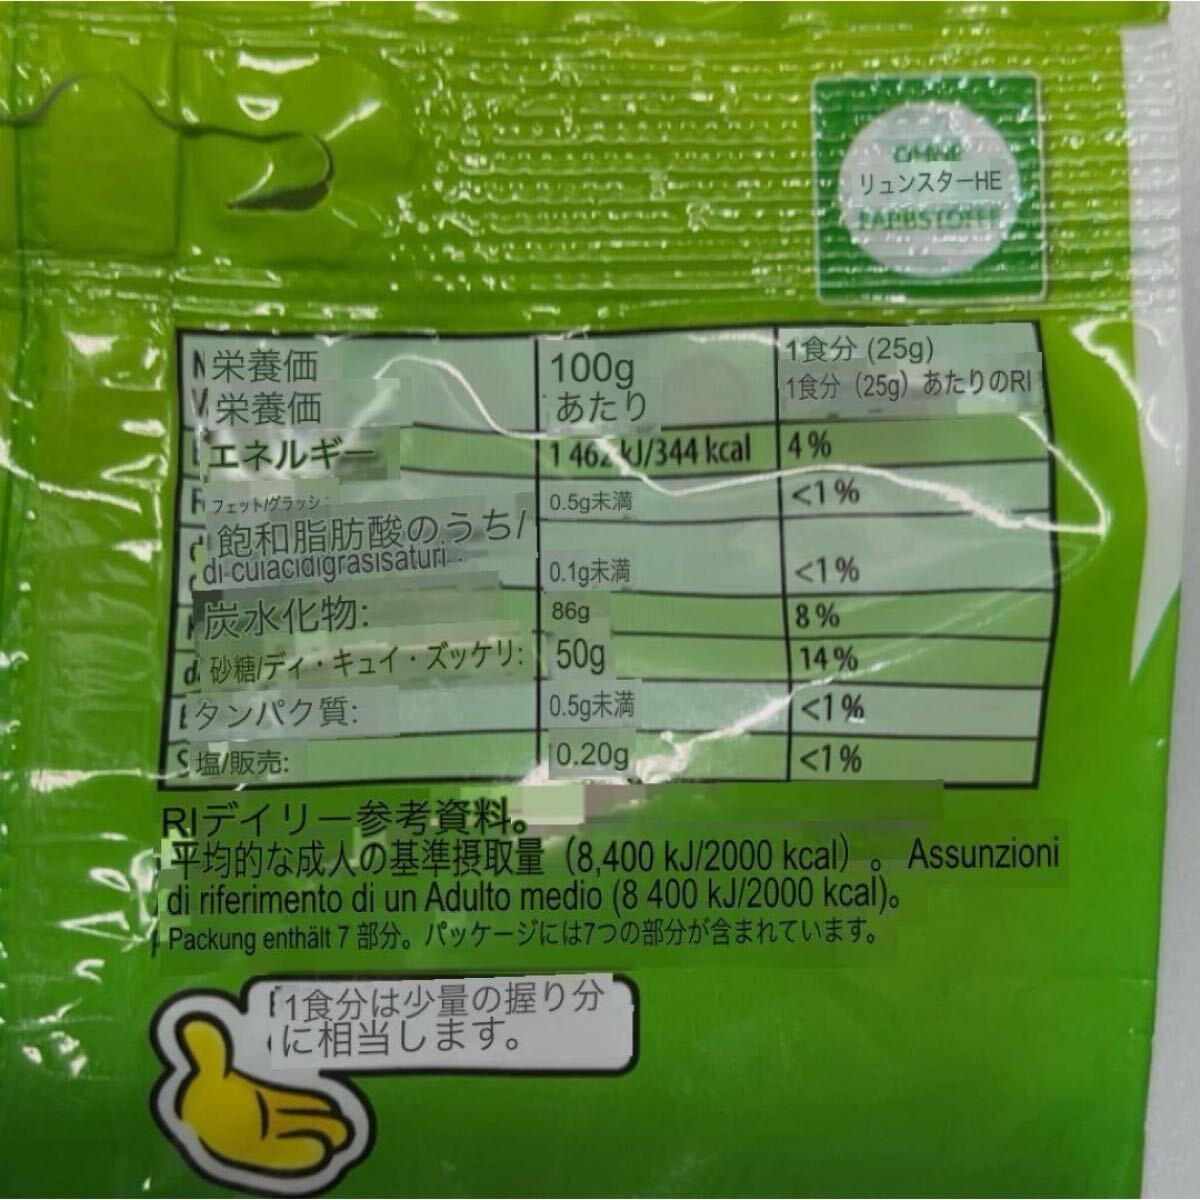 OHNE
リュンスターHE
FARBSTOFFE
栄養価
栄養価
100g
あたり
1食分 (25g)
1食分（25g）あたりのRI
エネルギー
1 462 kJ/344 kcal
4%
フェット/グラッシ:
0.5g未満
<1%
飽和脂肪酸のうち/
di cuiacidigrasisaturi:
0.1g未満
<1%
炭水化物:
86g
8%
砂糖/ディ・キュイ・ズッケリ:
50g
14%
タンパク質:
0.5g未満
<1%
塩/販売:
0.20g
<1%
RIデイリー参考資料。
平均的な成人の基準摂取量（8,400 kJ/2000 kcal）。 Assunzioni
di riferimento di un Adulto medio (8 400 kJ/2000 kcal)。
Packung enthält 7 部分。パッケージには7つの部分が含まれています。
1食分は少量の握り分
に相当します。